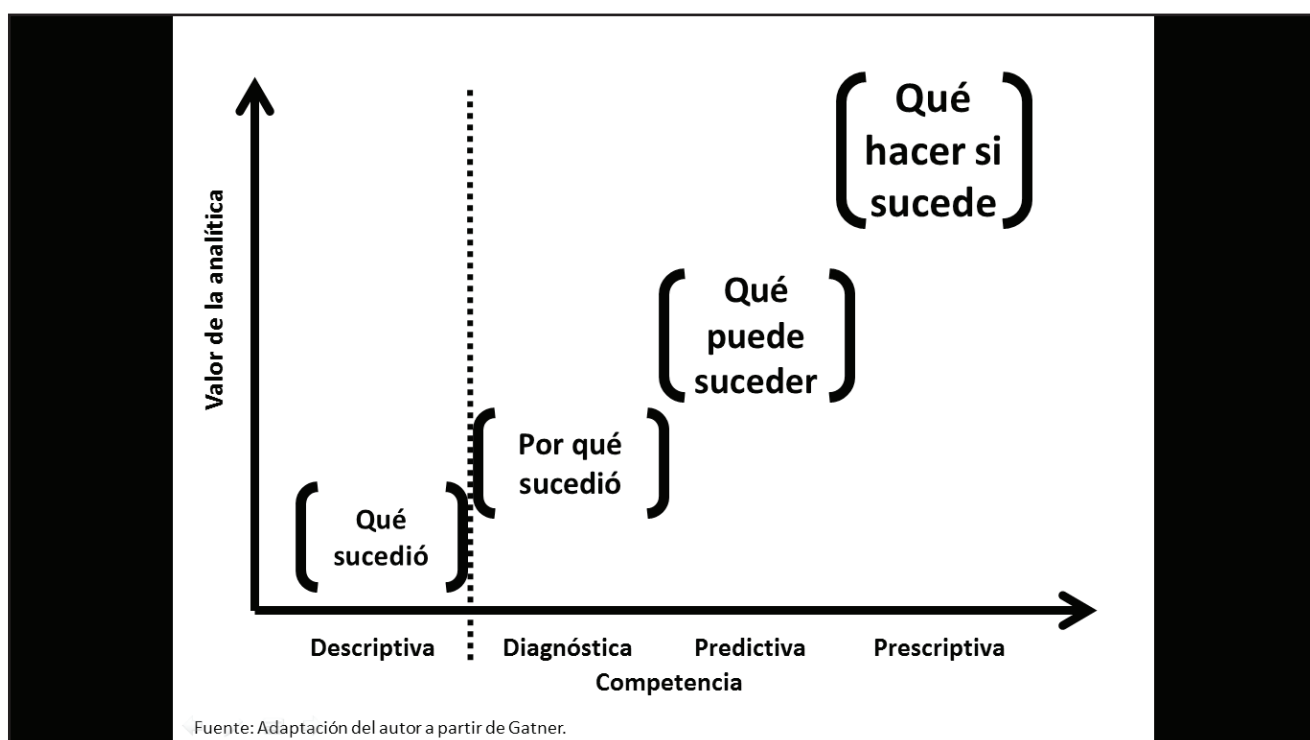 Qué
hacer si
sucede
Qué
puede
suceder
Por qué
sucedió
Qué
sucedió
Valor de la analítica
Descriptiva
Diagnóstica
Predictiva
Prescriptiva
Competencia
Fuente: Adaptación del autor a partir de Gatner.